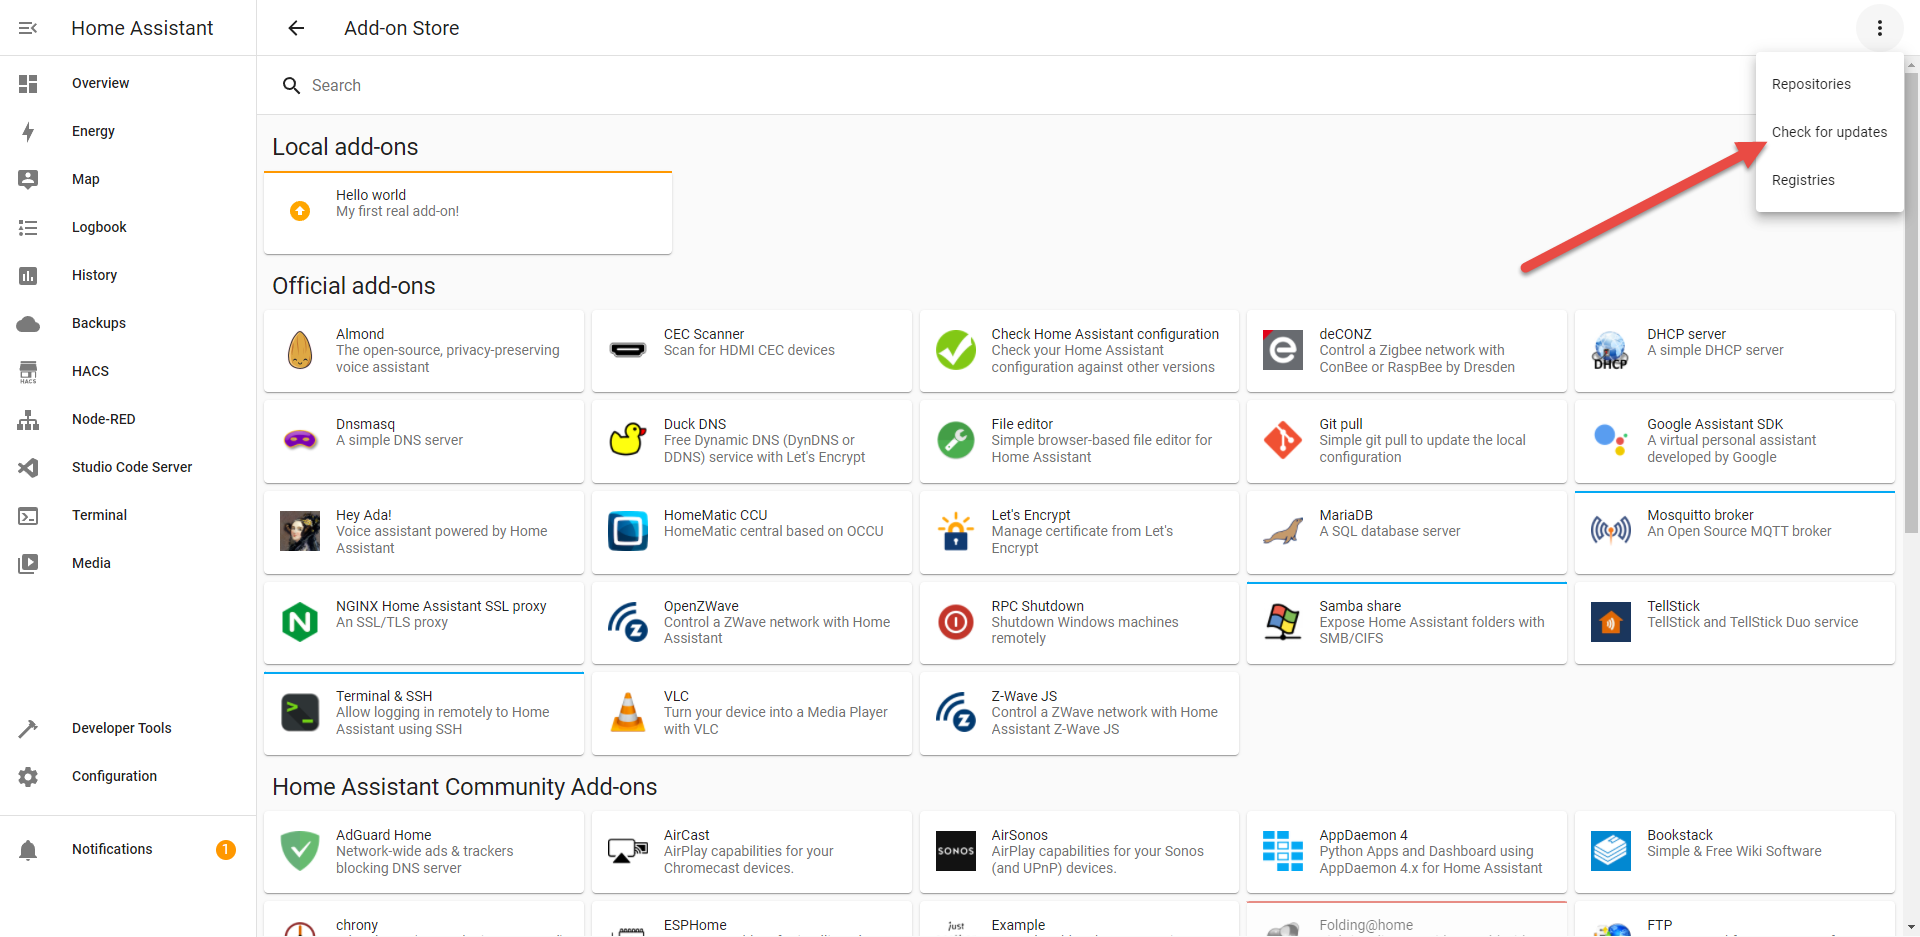 Home Assistant
Add-on Store
Overview
Energy
Map
Logbook
History
Backups
HACS
HACS
Node-RED
Studio Code Server
Terminal
Media
Developer Tools
Configuration
Notifications
1
Search
Repositories
Check for updates
Registries
Local add-ons
Hello world
My first real add-on!
Official add-ons
Almond
The open-source, privacy-preserving
voice assistant
CEC Scanner
Scan for HDMI CEC devices
Check Home Assistant configuration
Check your Home Assistant
configuration against other versions
deCONZ
Control a Zigbee network with
ConBee or RaspBee by Dresden
DHCP
DHCP server
A simple DHCP server
Dnsmasq
A simple DNS server
Duck DNS
Free Dynamic DNS (DynDNS or
DDNS) service with Let's Encrypt
File editor
Simple browser-based file editor for
Home Assistant
Git pull
Simple git pull to update the local
configuration
Google Assistant SDK
A virtual personal assistant
developed by Google
Hey Ada!
Voice assistant powered by Home
Assistant
HomeMatic CCU
HomeMatic central based on OCCU
Let's Encrypt
Manage certificate from Let's
Encrypt
MariaDB
A SQL database server
Mosquitto broker
An Open Source MQTT broker
NGINX Home Assistant SSL proxy
An SSL/TLS proxy
OpenZWave
Control a ZWave network with Home
Assistant
RPC Shutdown
Shutdown Windows machines
remotely
Samba share
Expose Home Assistant folders with
SMB/CIFS
TellStick
TellStick and TellStick Duo service
Terminal & SSH
Allow logging in remotely to Home
Assistant using SSH
VLC
Turn your device into a Media Player
with VLC
Z-Wave JS
Control a ZWave network with Home
Assistant Z-Wave JS
Home Assistant Community Add-ons
AdGuard Home
Network-wide ads & trackers
blocking DNS server
AirCast
AirPlay capabilities for your
Chromecast devices.
SONOS
AirSonos
AirPlay capabilities for your Sonos
(and UPnP) devices.
AppDaemon 4
Python Apps and Dashboard using
AppDaemon 4.x for Home Assistant
Bookstack
Simple & Free Wiki Software
chrony
ESPHome
just
Example
Folding@home
FTP